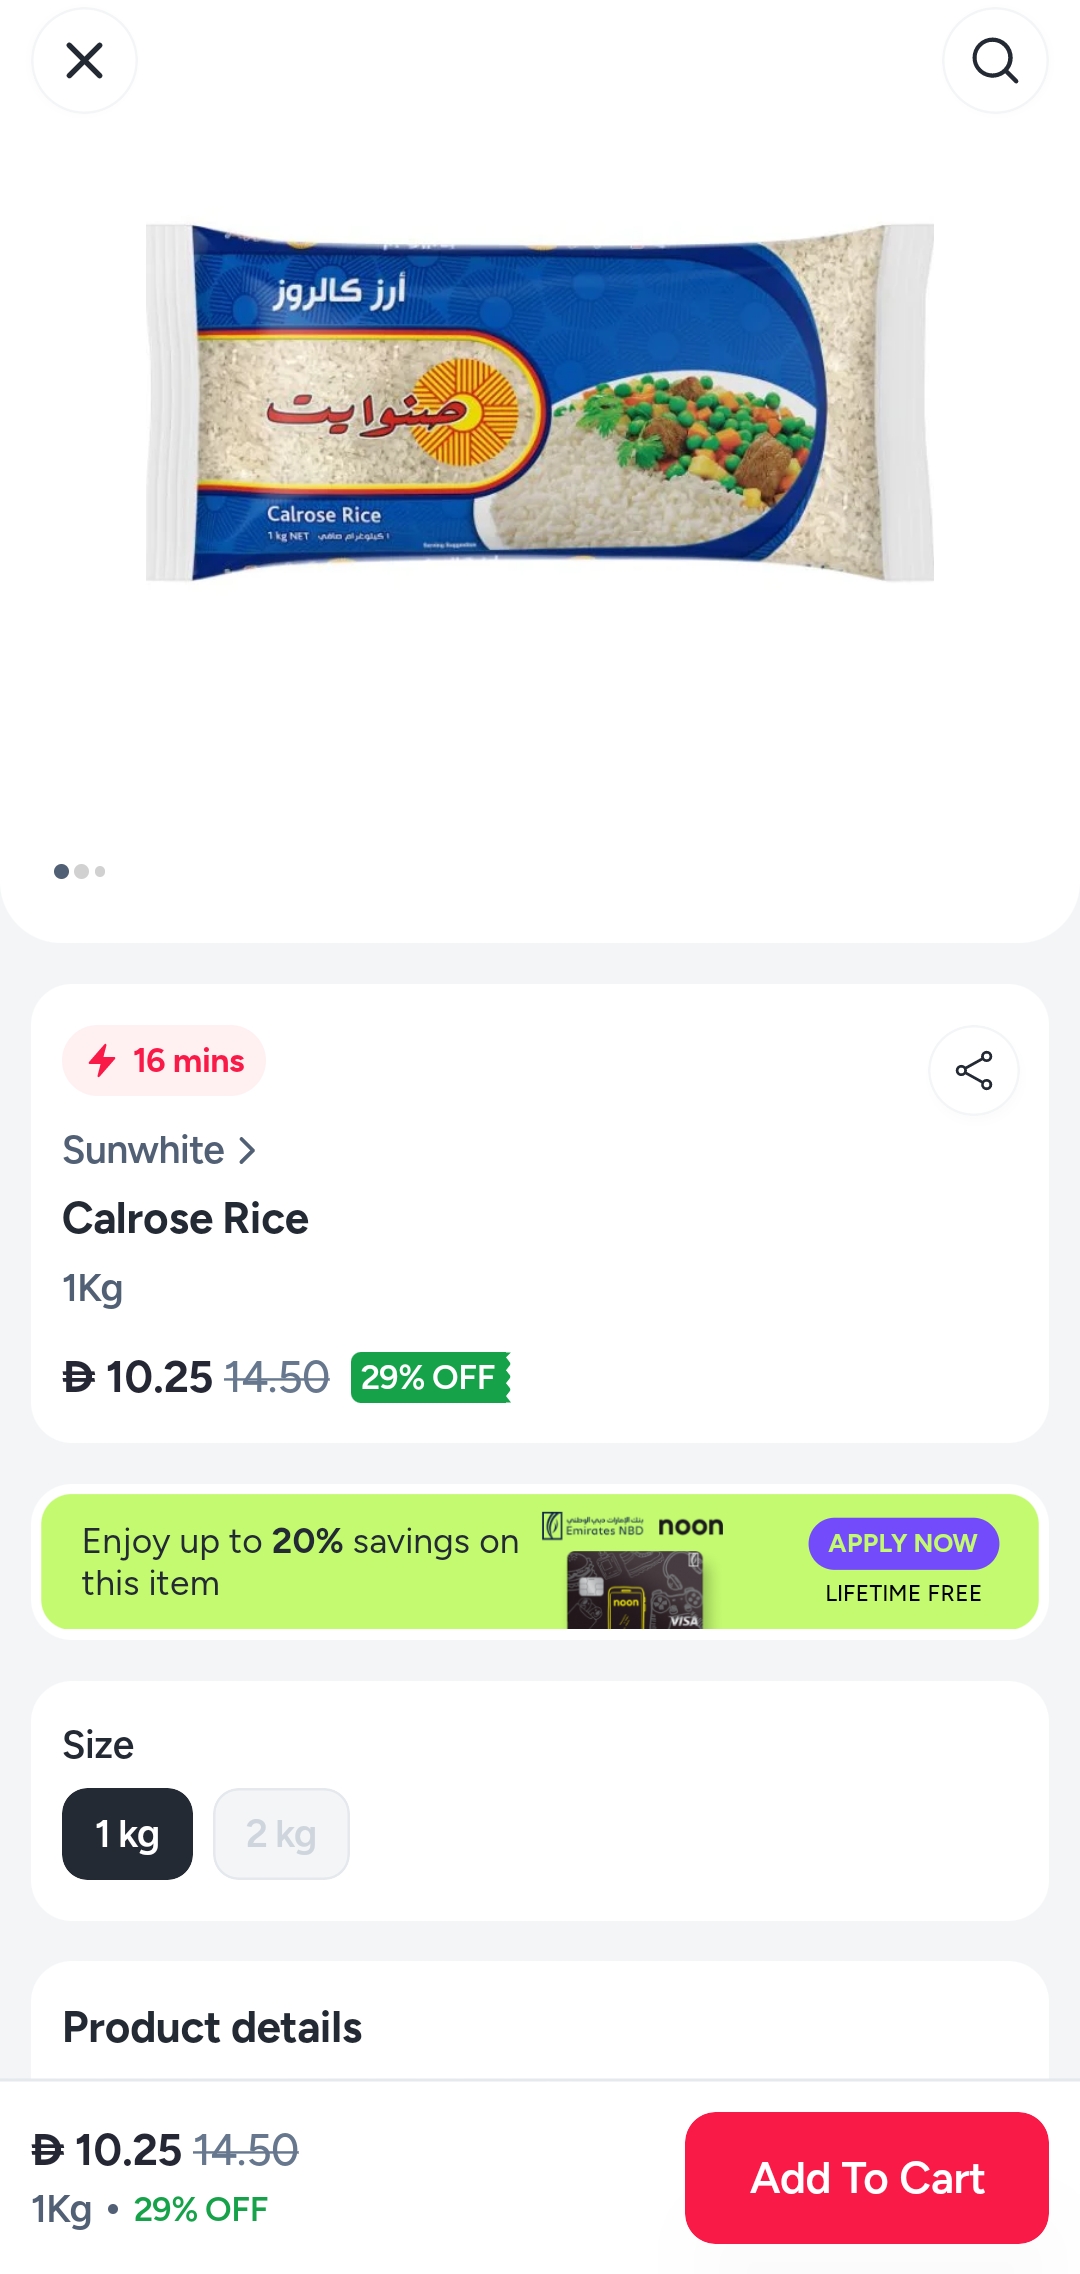 أرز كالروز
صنوايت
Calrose Rice
1 kg NET ١ كيلوغرام صافي
Serving Suggestion
16 mins
Sunwhite
Calrose Rice
1Kg
10.25 14.50 29% OFF
Enjoy up to 20% savings on
this item
بنك الإمارات دبي الوطني
Emirates NBD noon
noon
VISA
APPLY NOW
LIFETIME FREE
Size
1 kg 2 kg
Product details
10.25 14.50
1Kg • 29% OFF
Add To Cart